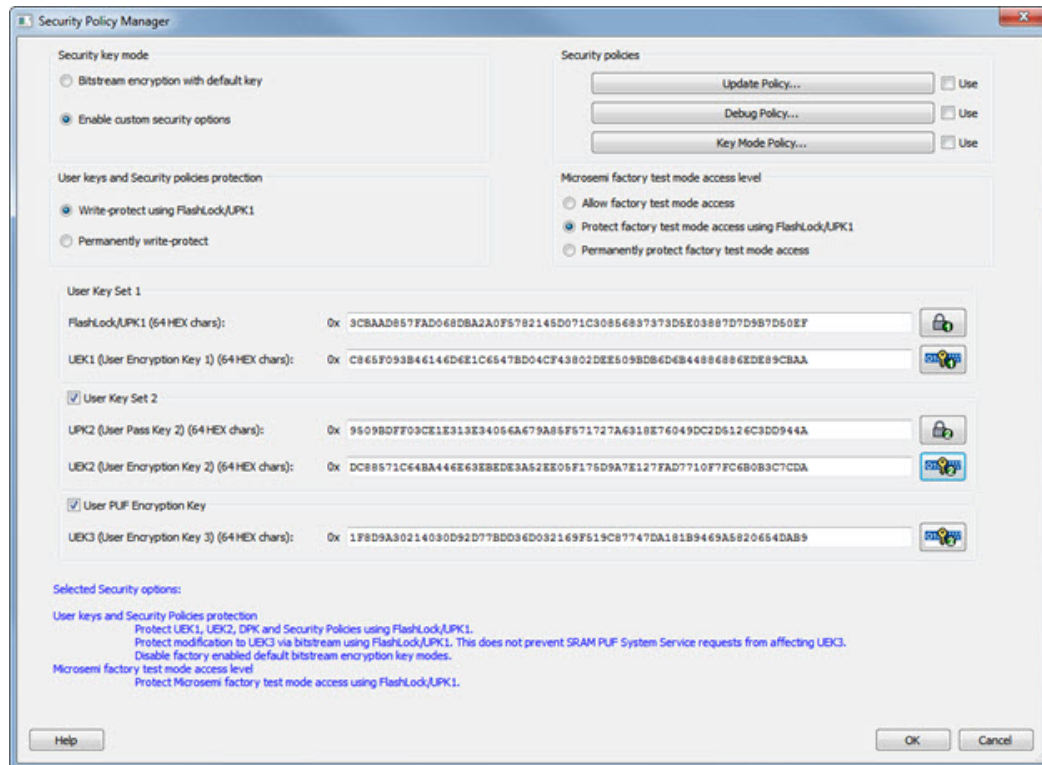 Security Policy Manager
Security key mode
Bitstream encryption with default key
Enable custom security options
Security policies
Update Policy... Use
Debug Policy... Use
Key Mode Policy... Use
User keys and Security policies protection
Write-protect using FlashLock/UPK1
Permanently write-protect
Microsemi factory test mode access level
Allow factory test mode access
Protect factory test mode access using FlashLock/UPK1
Permanently protect factory test mode access
User Key Set 1
FlashLock/UPK1 (64 HEX chars): 0x 3CBAAD857FAD068DBA2A0F5782145D071C30856837373D5E03887D7D9B7D50EF
UEK1 (User Encryption Key 1) (64 HEX chars): 0x C865F093B46146D6E1C6547BD04CF43802DEE509BDB6D6B44886886EDE89CBAA
User Key Set 2
UPK2 (User Pass Key 2) (64 HEX chars): 0x 9509BDFF03CE1E313E34056A679A85F571727A6318E76049DC2D5126C3DD944A
UEK2 (User Encryption Key 2) (64 HEX chars): 0x DC88571C64BA446E63EBEDE3A52EE05F175D9A7E127FAD7710F7FC6B0B3C7CDA
User PUF Encryption Key
UEK3 (User Encryption Key 3) (64 HEX chars): 0x 1F8D9A30214030D92D77BDD36D032169F519C87747DA181B9469A5820654DAB9
Selected Security options:
User keys and Security Policies protection
Protect UEK1, UEK2, DPK and Security Policies using FlashLock/UPK1.
Protect modification to UEK3 via bitstream using FlashLock/UPK1. This does not prevent SRAM PUF System Service requests from affecting UEK3.
Disable factory enabled default bitstream encryption key modes.
Microsemi factory test mode access level
Protect Microsemi factory test mode access using FlashLock/UPK1.
Help OK Cancel